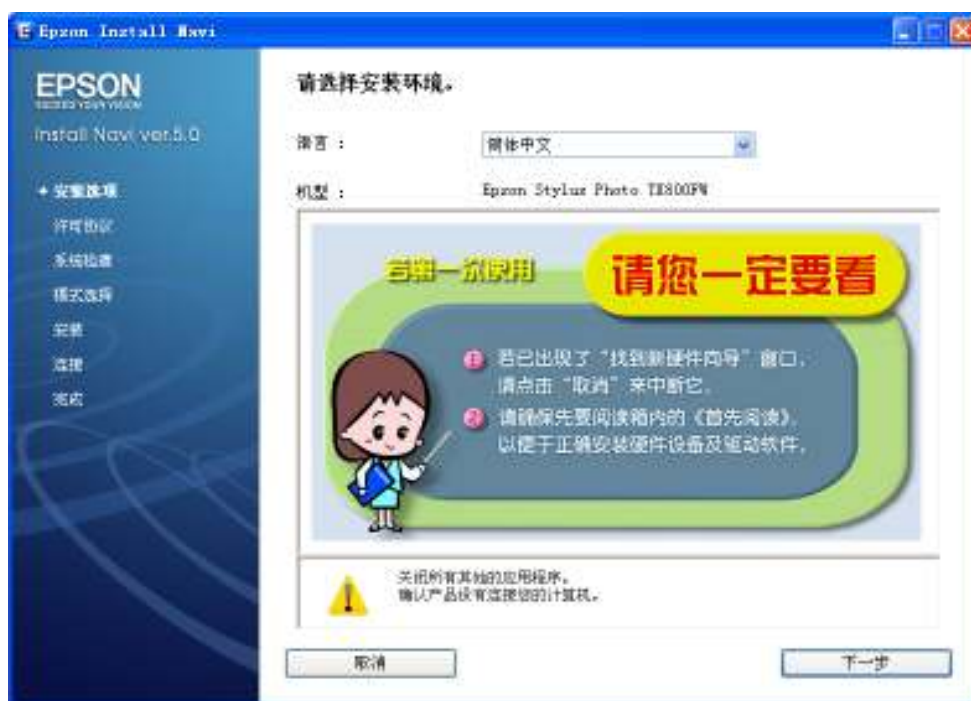 Epson Install Navi
EPSON
EXCEED YOUR VISION
Install Navi ver.5.0
安装选项
许可协议
系统检查
模式选择
安装
连接
完成
请选择安装环境。
语言：
简体中文
机型：
Epson Stylus Photo TX800FW
若第一次使用
请您一定要看
1 若已出现了“找到新硬件向导”窗口，
请点击“取消”来中断它。
2 请确保先要阅读箱内的《首先阅读》，
以便于正确安装硬件设备及驱动软件。
关闭所有其他的应用程序。
确认产品没有连接您的计算机。
取消
下一步